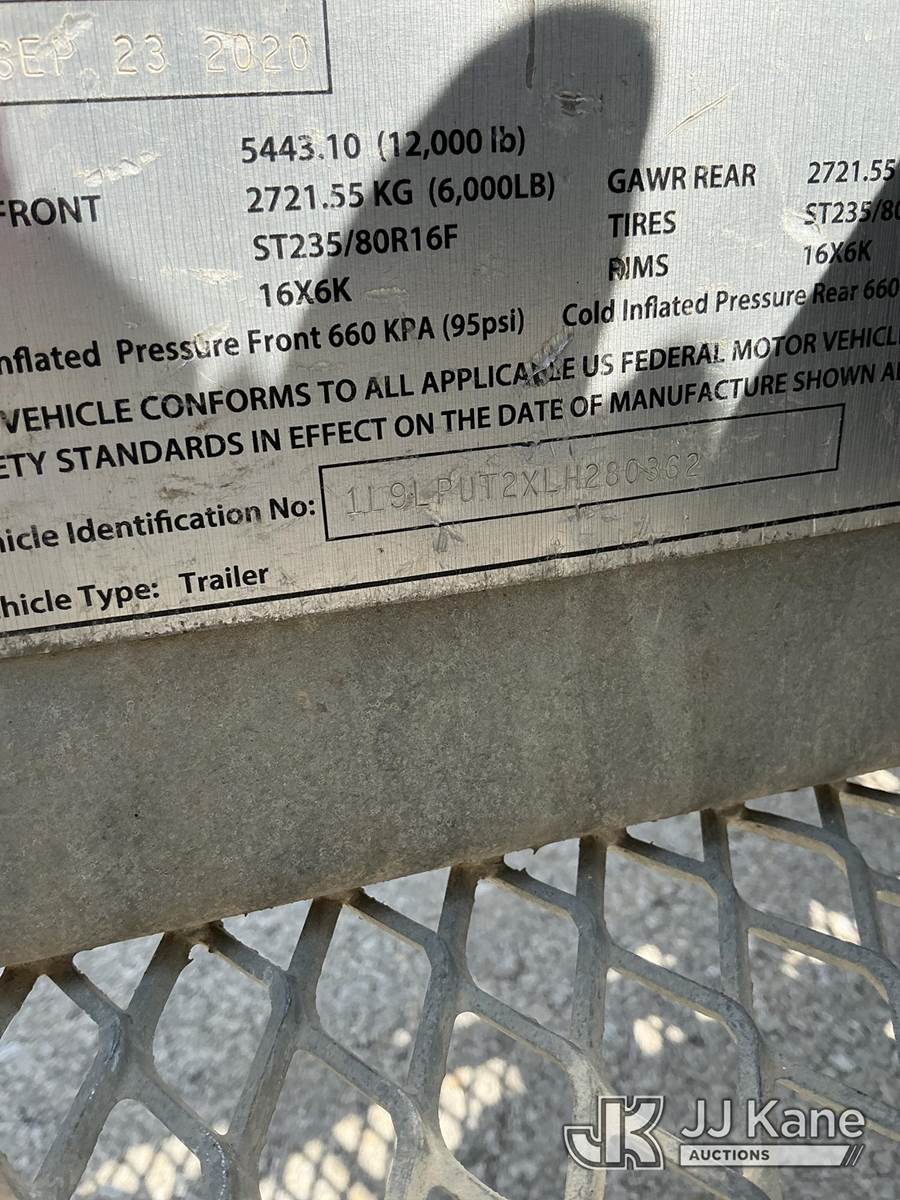 SEP. 23 2020
5443.10 (12,000 lb)
FRONT 2721.55 KG (6,000LB) GAWR REAR 2721.55
ST235/80R16F TIRES ST235/80
16X6K RIMS 16X6K
nflated Pressure Front 660 KPA (95psi) Cold Inflated Pressure Rear 660
VEHICLE CONFORMS TO ALL APPLICABLE US FEDERAL MOTOR VEHICLE
ETY STANDARDS IN EFFECT ON THE DATE OF MANUFACTURE SHOWN A
hicle Identification No: 1L9LPUT2XLH280362
hicle Type: Trailer
JK JJ Kane
AUCTIONS